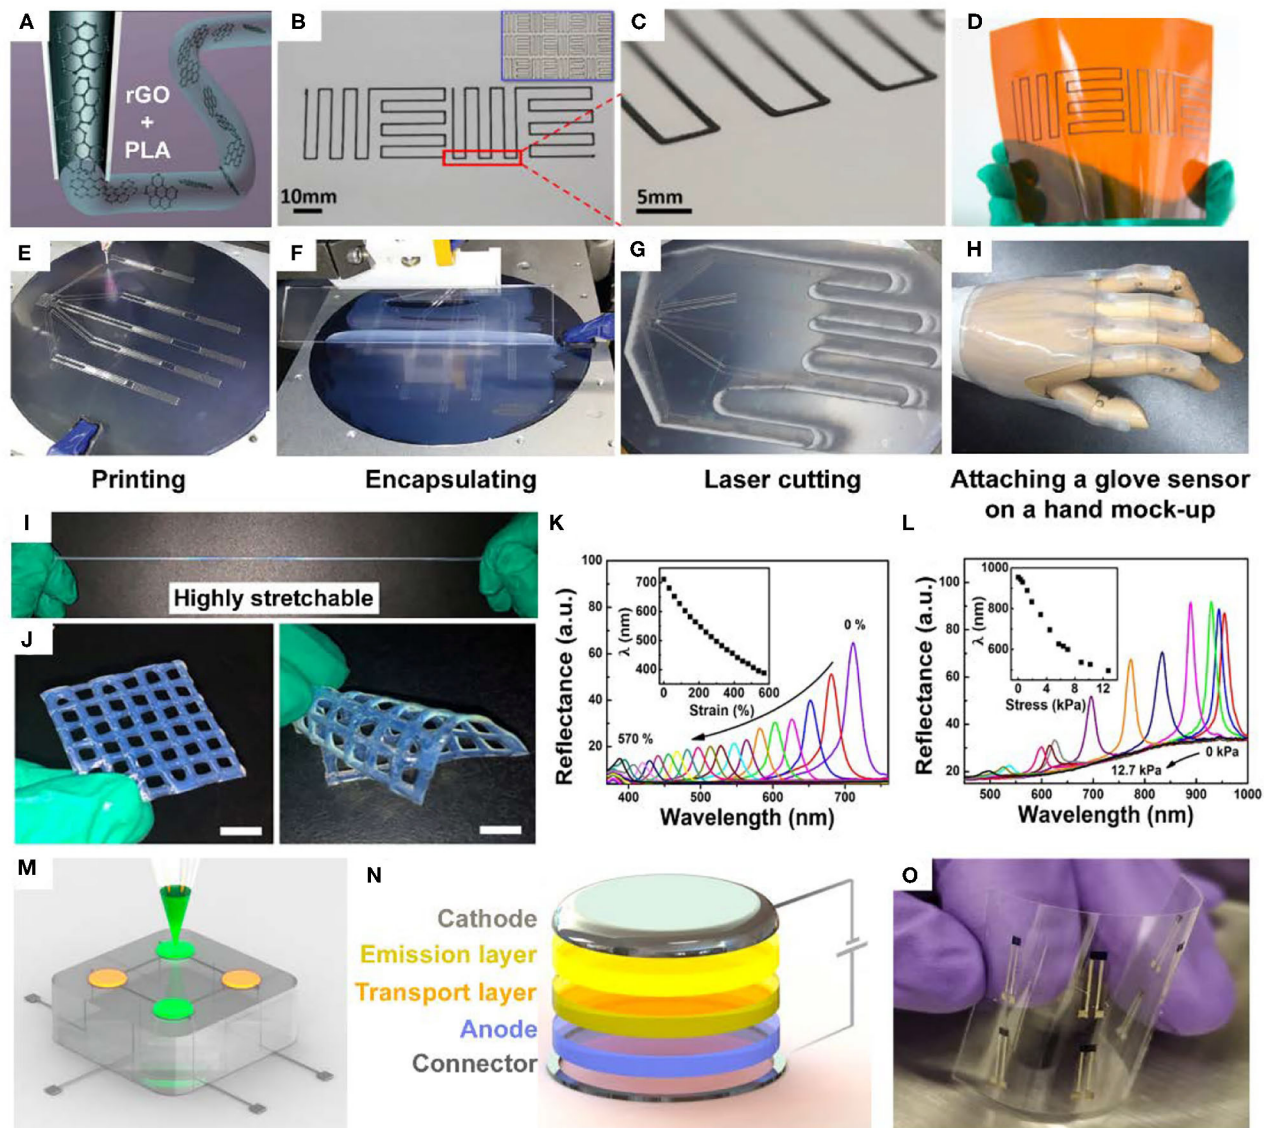 A
rGO
+
PLA
B
10mm
C
5mm
D
E
F
G
H
Printing
Encapsulating
Laser cutting
Attaching a glove sensor
on a hand mock-up
I
Highly stretchable
J
K
100
80
60
40
20
400
500
600
700
Reflectance (a.u.)
Wavelength (nm)
700
600
500
400
0
200
400
600
λ (nm)
Strain (%)
0 %
570 %
L
100
80
60
40
20
500
600
700
800
900
1000
Reflectance (a.u.)
Wavelength (nm)
1000
800
600
0
4
8
12
λ (nm)
Stress (kPa)
0 kPa
12.7 kPa
M
N
Cathode
Emission layer
Transport layer
Anode
Connector
O